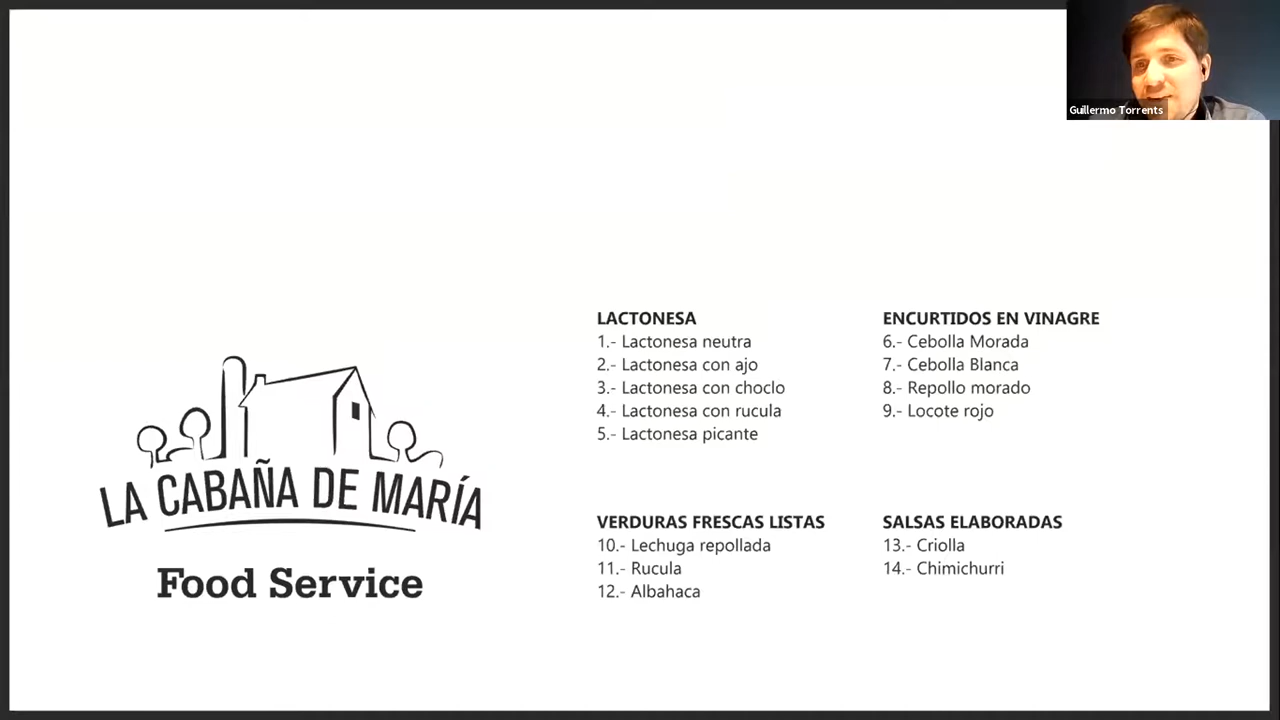 Guillermo Torrents
LACTONESA
1.- Lactonesa neutra
2.- Lactonesa con ajo
3.- Lactonesa con choclo
4.- Lactonesa con rucula
5.- Lactonesa picante
ENCURTIDOS EN VINAGRE
6.- Cebolla Morada
7.- Cebolla Blanca
8.- Repollo morado
9.- Locote rojo
LA CABAÑA DE MARÍA
Food Service
VERDURAS FRESCAS LISTAS
10.- Lechuga repollada
11.- Rucula
12.- Albahaca
SALSAS ELABORADAS
13.- Criolla
14.- Chimichurri